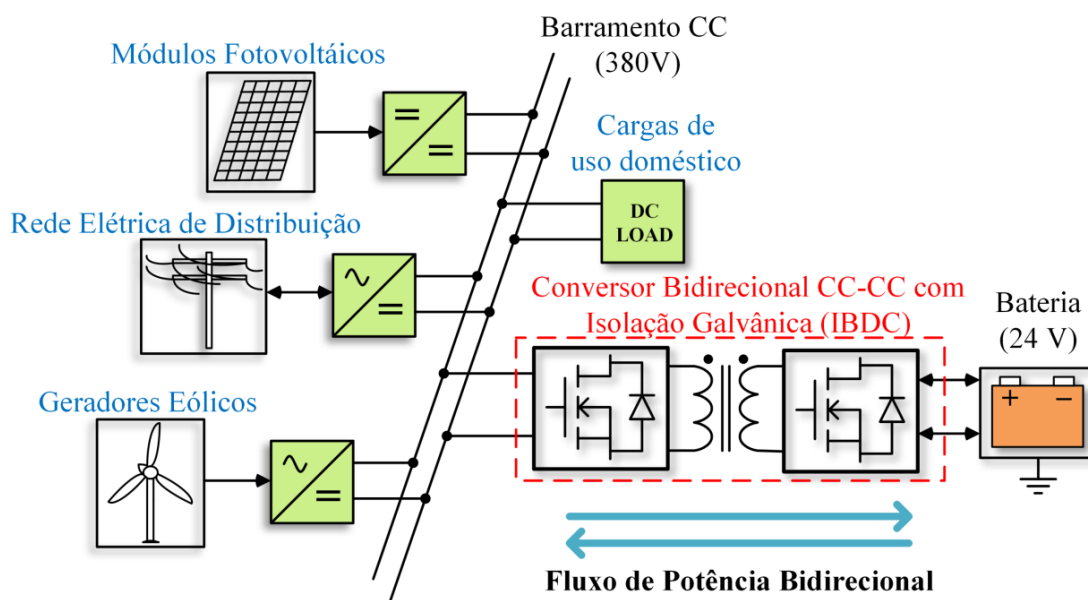 Barramento CC
(380V)
Módulos Fotovoltáicos
Cargas de
uso doméstico
DC
LOAD
Rede Elétrica de Distribuição
Conversor Bidirecional CC-CC com
Isolação Galvânica (IBDC)
Bateria
(24 V)
+ −
Geradores Eólicos
Fluxo de Potência Bidirecional